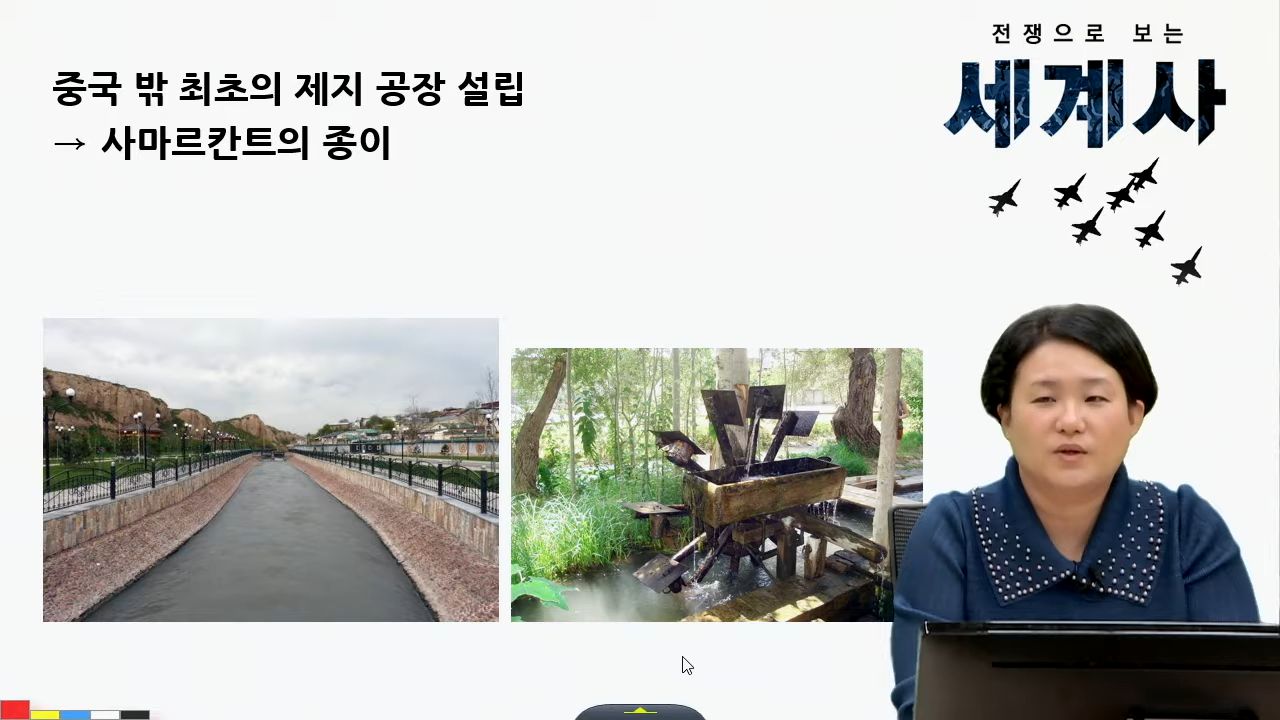 중국 밖 최초의 제지 공장 설립
→ 사마르칸트의 종이
전쟁으로 보는
세계사